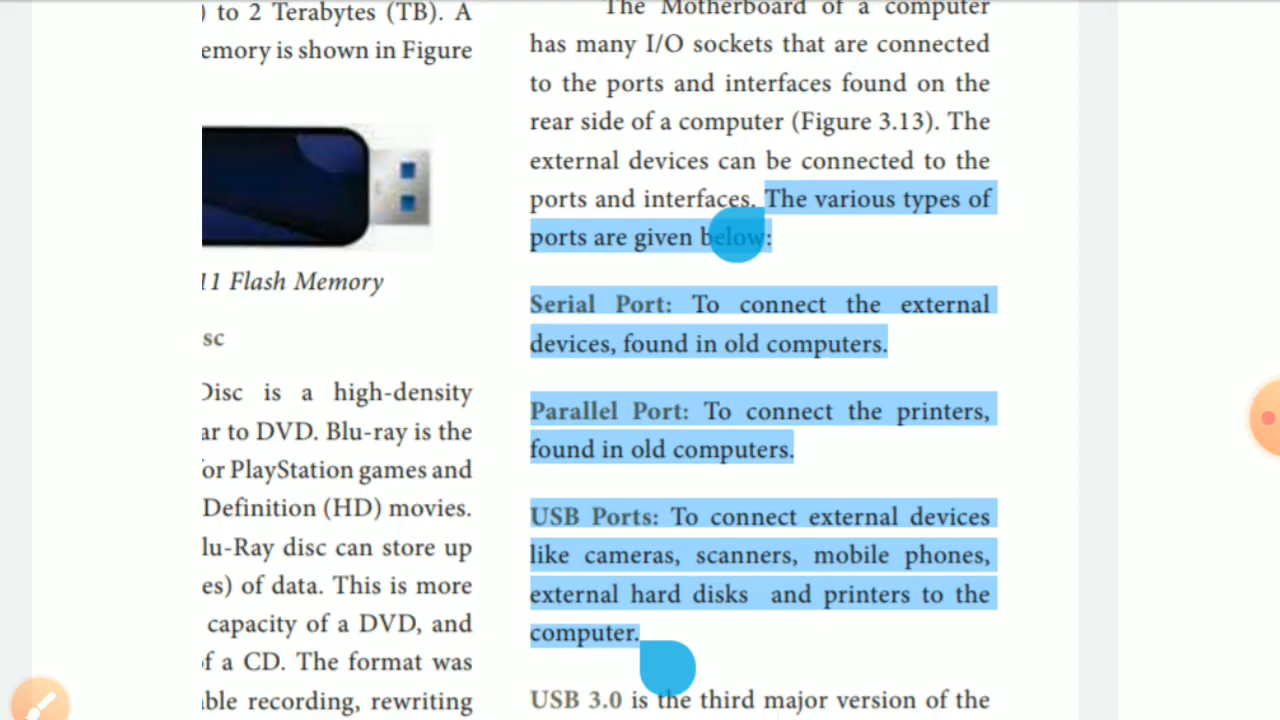 ) to 2 Terabytes (TB). A
emory is shown in Figure
11 Flash Memory
sc
Disc is a high-density
ar to DVD. Blu-ray is the
for PlayStation games and
Definition (HD) movies.
lu-Ray disc can store up
es) of data. This is more
capacity of a DVD, and
of a CD. The format was
ble recording, rewriting
The Motherboard of a computer
has many I/O sockets that are connected
to the ports and interfaces found on the
rear side of a computer (Figure 3.13). The
external devices can be connected to the
ports and interfaces. The various types of
ports are given below:
Serial Port: To connect the external
devices, found in old computers.
Parallel Port: To connect the printers,
found in old computers.
USB Ports: To connect external devices
like cameras, scanners, mobile phones,
external hard disks and printers to the
computer.
USB 3.0 is the third major version of the